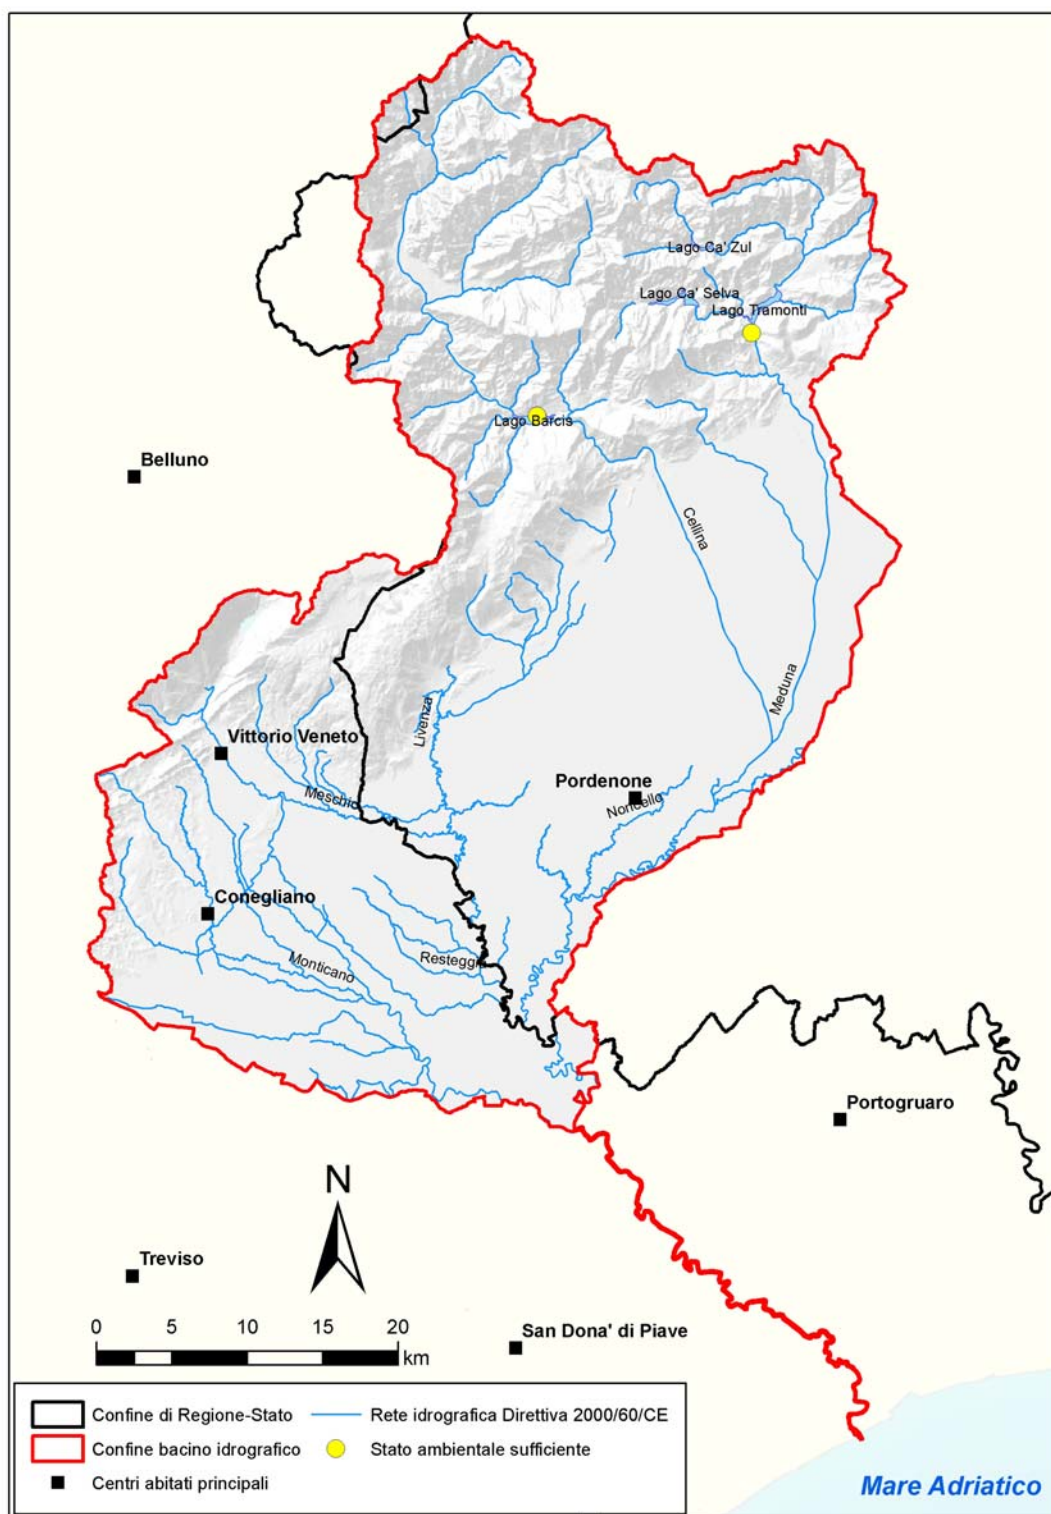 Lago Ca' Zul
Lago Ca' Selva
Lago Tramonti
Lago Barcis
Belluno
Cellina
Meduna
Livenza
Vittorio Veneto
Pordenone
Meschio
Noncello
Conegliano
Resteggia
Monticano
Portogruaro
N
Treviso
0 5 10 15 20
km
San Dona' di Piave
Confine di Regione-Stato
Rete idrografica Direttiva 2000/60/CE
Confine bacino idrografico
Stato ambientale sufficiente
Centri abitati principali
Mare Adriatico